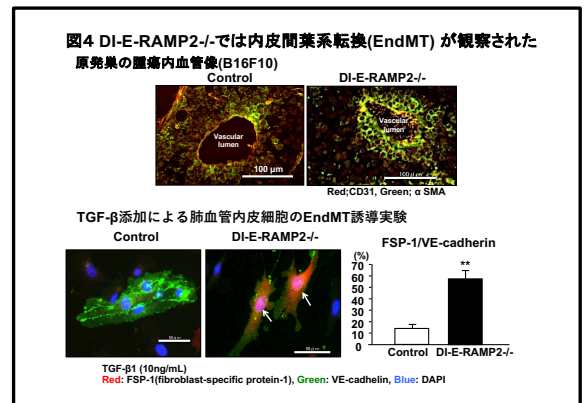 図4 DI-E-RAMP2-/-では内皮間葉系転換(EndMT) が観察された
原発巣の腫瘍内血管像(B16F10)
Control
DI-E-RAMP2-/-
Vascular
lumen
100 μm
Vascular
lumen
100 μm
Red;CD31, Green; α SMA
TGF-β添加による肺血管内皮細胞のEndMT誘導実験
Control
DI-E-RAMP2-/-
50 μm
50 μm
FSP-1/VE-cadherin
(%)
70
60
50
40
30
20
10
0
**
Control
DI-E-RAMP2-/-
TGF-β1 (10ng/mL)
Red: FSP-1(fibroblast-specific protein-1), Green: VE-cadhelin, Blue: DAPI